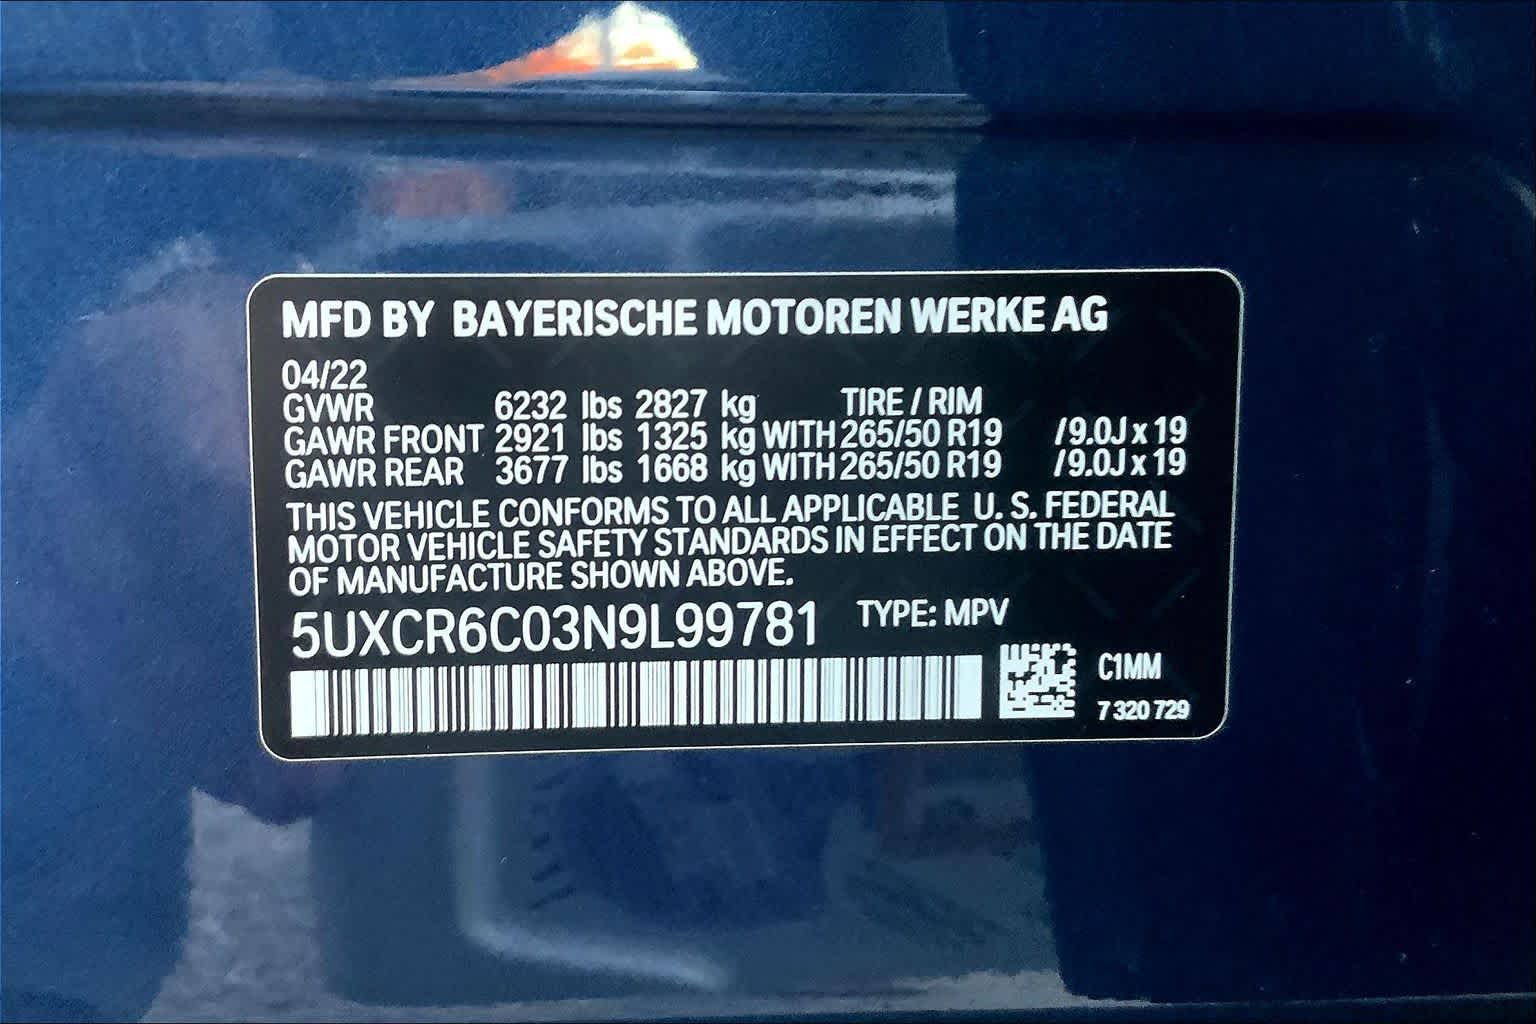 MFD BY BAYERISCHE MOTOREN WERKE AG
04/22
GVWR 6232 lbs 2827 kg TIRE / RIM
GAWR FRONT 2921 lbs 1325 kg WITH 265/50 R19 /9.0J x 19
GAWR REAR 3677 lbs 1668 kg WITH 265/50 R19 /9.0J x 19
THIS VEHICLE CONFORMS TO ALL APPLICABLE U. S. FEDERAL
MOTOR VEHICLE SAFETY STANDARDS IN EFFECT ON THE DATE
OF MANUFACTURE SHOWN ABOVE.
5UXCR6C03N9L99781 TYPE: MPV
C1MM
7 320 729